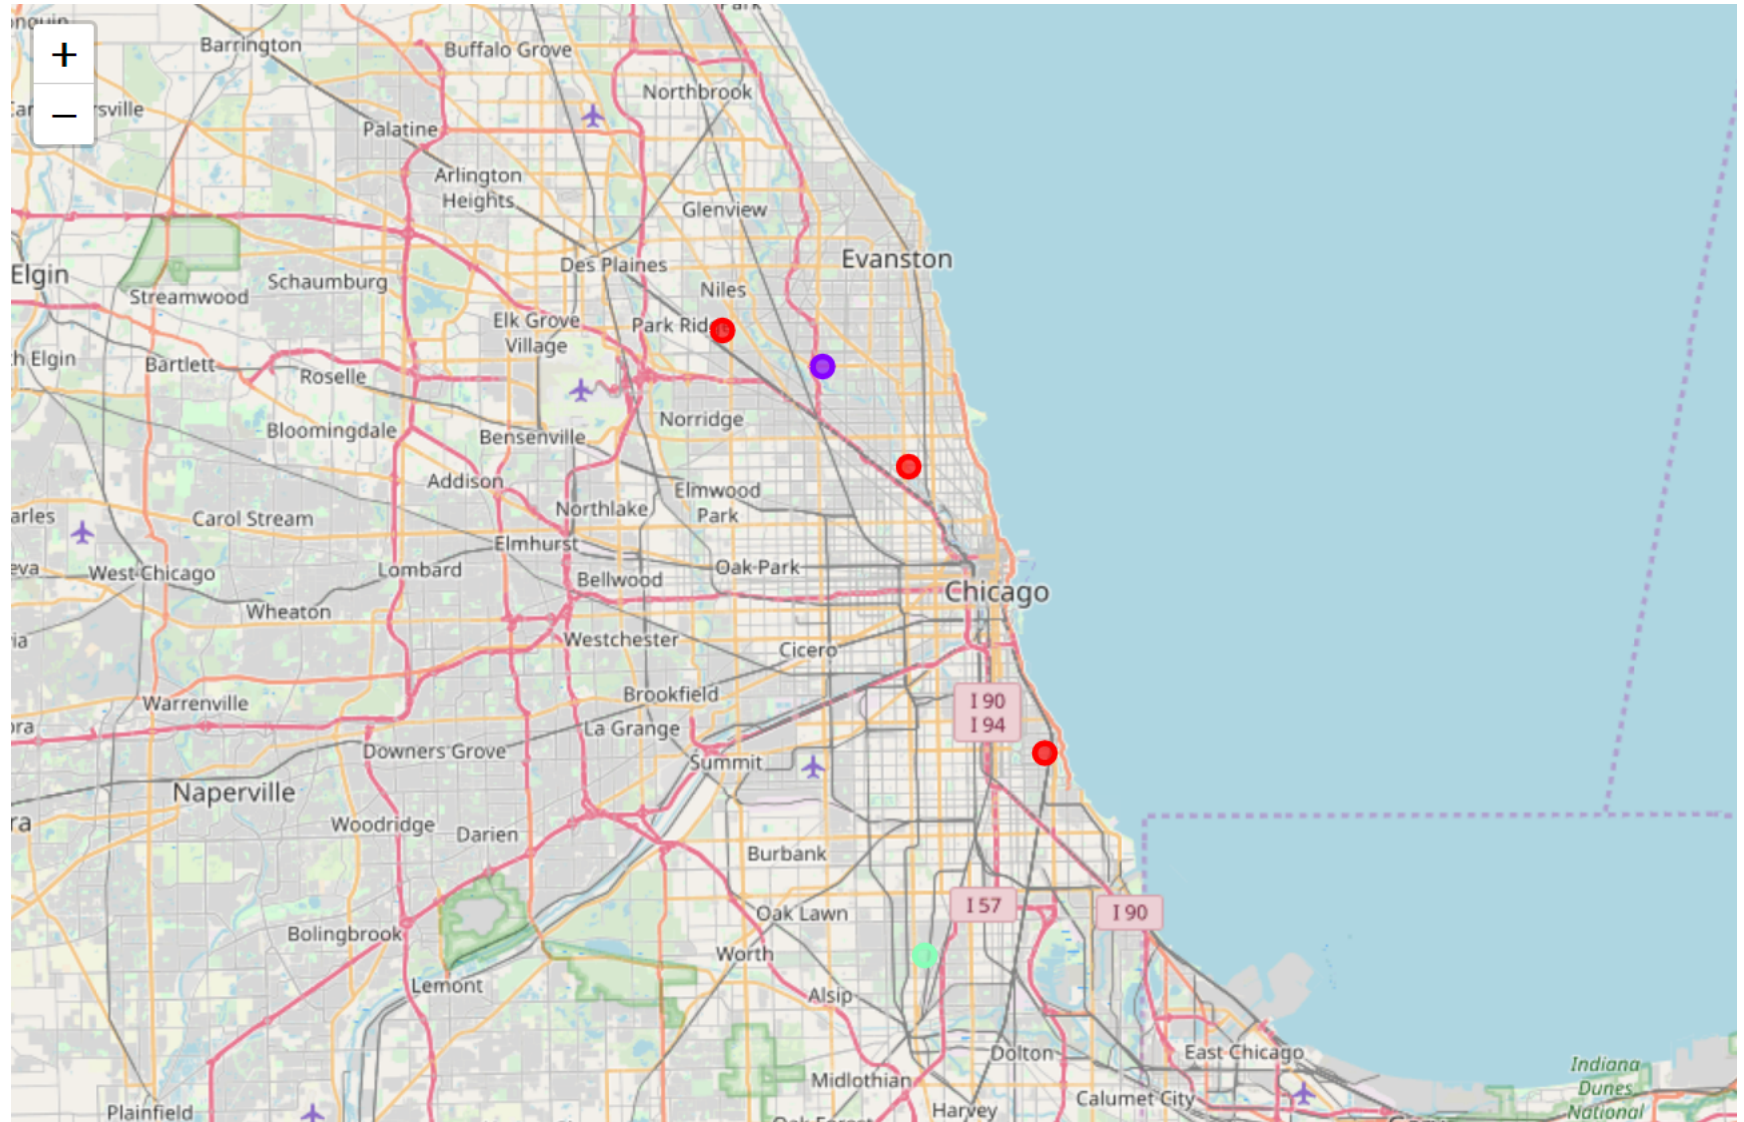 +
−
Barrington
Buffalo Grove
Northbrook
Palatine
Arlington
Heights
Glenview
Evanston
Des Plaines
Elgin
Schaumburg
Streamwood
Niles
Elk Grove
Village
Park
Bartlett
Roselle
Norridge
Bloomingdale
Bensenville
Addison
Elmwood
Park
Northlake
Carol Stream
Elmhurst
Oak Park
West Chicago
Lombard
Bellwood
Chicago
Wheaton
Westchester
Cicero
Brookfield
Warrenville
I 90
I 94
La Grange
Downers Grove
Summit
Naperville
Woodridge
Darien
Burbank
I 57
I 90
Oak Lawn
Bolingbrook
Worth
Lemont
Alsip
Dolton
East Chicago
Indiana
Dunes
National
Midlothian
Calumet City
Plainfield
Harvey